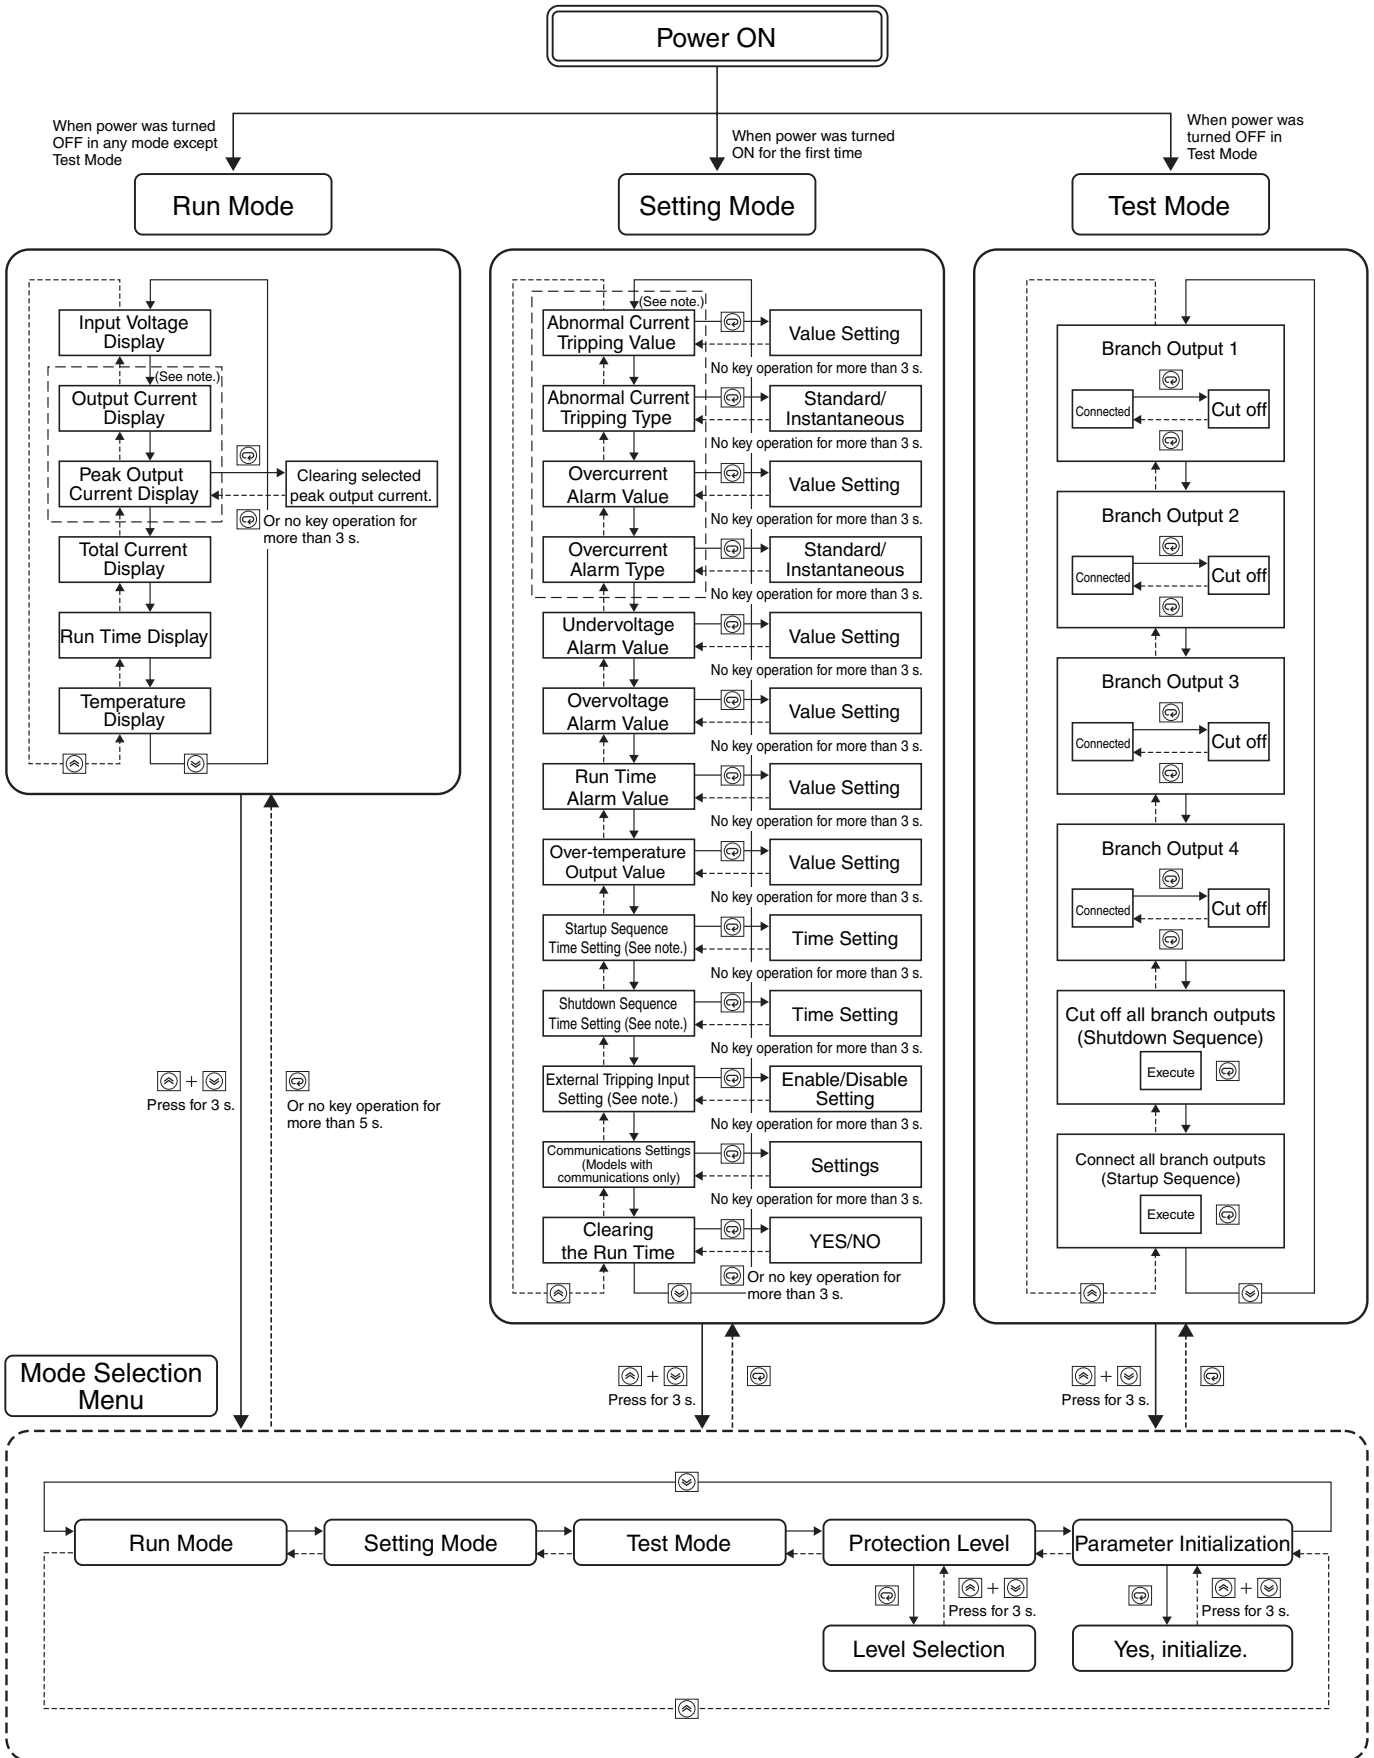 Power ON
When power was turned
OFF in any mode except
Test Mode
When power was turned
ON for the first time
When power was
turned OFF in
Test Mode
Run Mode
Setting Mode
Test Mode
Input Voltage
Display
(See note.)
Output Current
Display
Peak Output
Current Display
Clearing selected
peak output current.
Or no key operation for
more than 3 s.
Total Current
Display
Run Time Display
Temperature
Display
(See note.)
Abnormal Current
Tripping Value
Value Setting
No key operation for more than 3 s.
Abnormal Current
Tripping Type
Standard/
Instantaneous
No key operation for more than 3 s.
Overcurrent
Alarm Value
Value Setting
No key operation for more than 3 s.
Overcurrent
Alarm Type
Standard/
Instantaneous
No key operation for more than 3 s.
Undervoltage
Alarm Value
Value Setting
No key operation for more than 3 s.
Overvoltage
Alarm Value
Value Setting
No key operation for more than 3 s.
Run Time
Alarm Value
Value Setting
No key operation for more than 3 s.
Over-temperature
Output Value
Value Setting
No key operation for more than 3 s.
Startup Sequence
Time Setting (See note.)
Time Setting
No key operation for more than 3 s.
Shutdown Sequence
Time Setting (See note.)
Time Setting
No key operation for more than 3 s.
External Tripping Input
Setting (See note.)
Enable/Disable
Setting
No key operation for more than 3 s.
Communications Settings
(Models with
communications only)
Settings
No key operation for more than 3 s.
Clearing
the Run Time
YES/NO
Or no key operation for
more than 3 s.
Branch Output 1
Connected
Cut off
Branch Output 2
Connected
Cut off
Branch Output 3
Connected
Cut off
Branch Output 4
Connected
Cut off
Cut off all branch outputs
(Shutdown Sequence)
Execute
Connect all branch outputs
(Startup Sequence)
Execute
+
Press for 3 s.
Or no key operation for
more than 5 s.
+
Press for 3 s.
+
Press for 3 s.
Mode Selection
Menu
Run Mode
Setting Mode
Test Mode
Protection Level
Parameter Initialization
+
Press for 3 s.
+
Press for 3 s.
Level Selection
Yes, initialize.